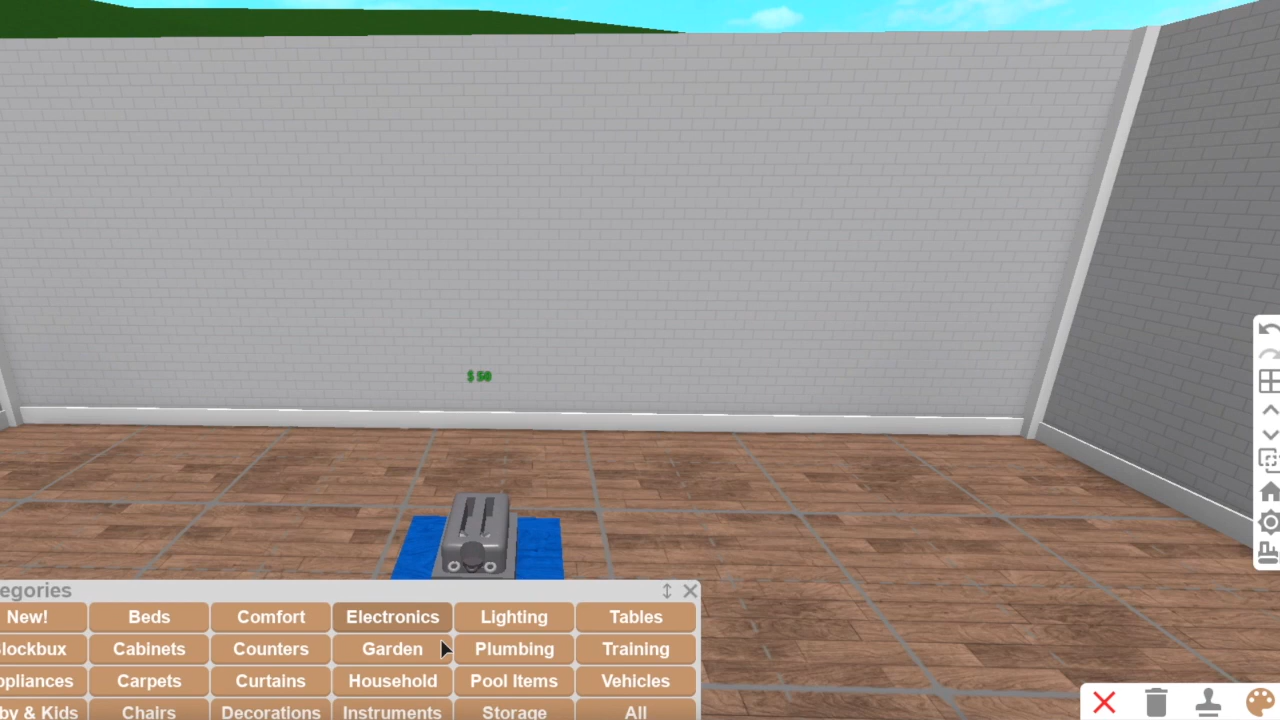 $ 50
egories
New! Beds Comfort Electronics Lighting Tables
lockbux Cabinets Counters Garden Plumbing Training
ppliances Carpets Curtains Household Pool Items Vehicles
by & Kids Chairs Decorations Instruments Storage All